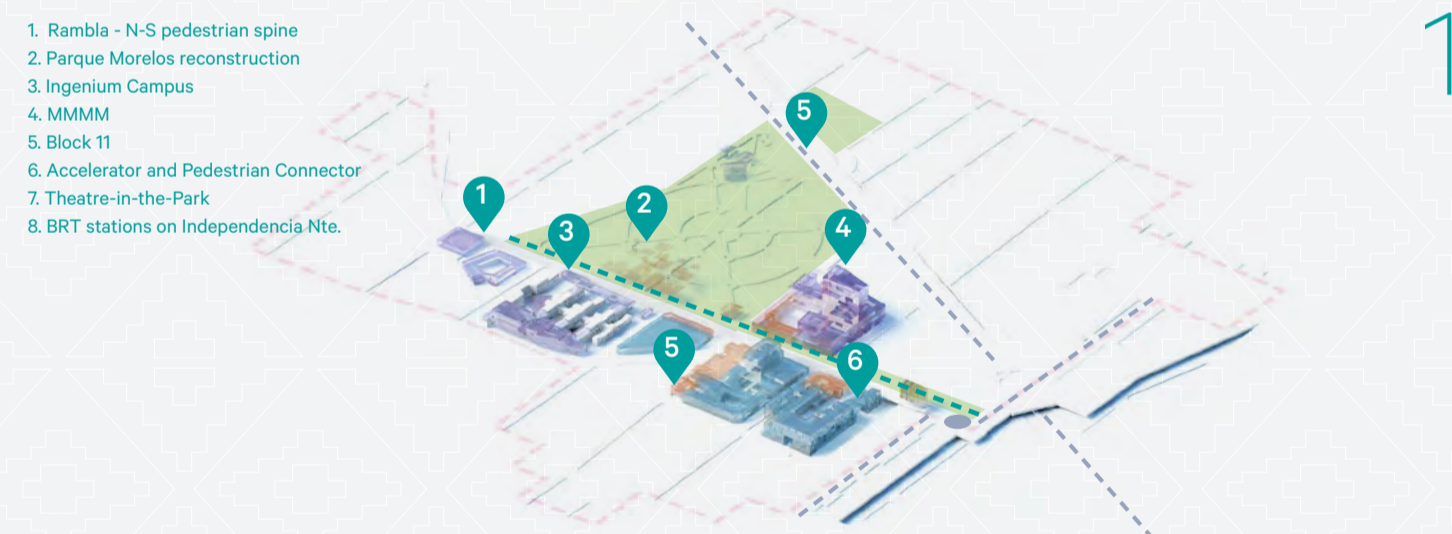 1. Rambla - N-S pedestrian spine
2. Parque Morelos reconstruction
3. Ingenium Campus
4. MMMM
5. Block 11
6. Accelerator and Pedestrian Connector
7. Theatre-in-the-Park
8. BRT stations on Independencia Nte.
1
5
2
1
4
3
5
6